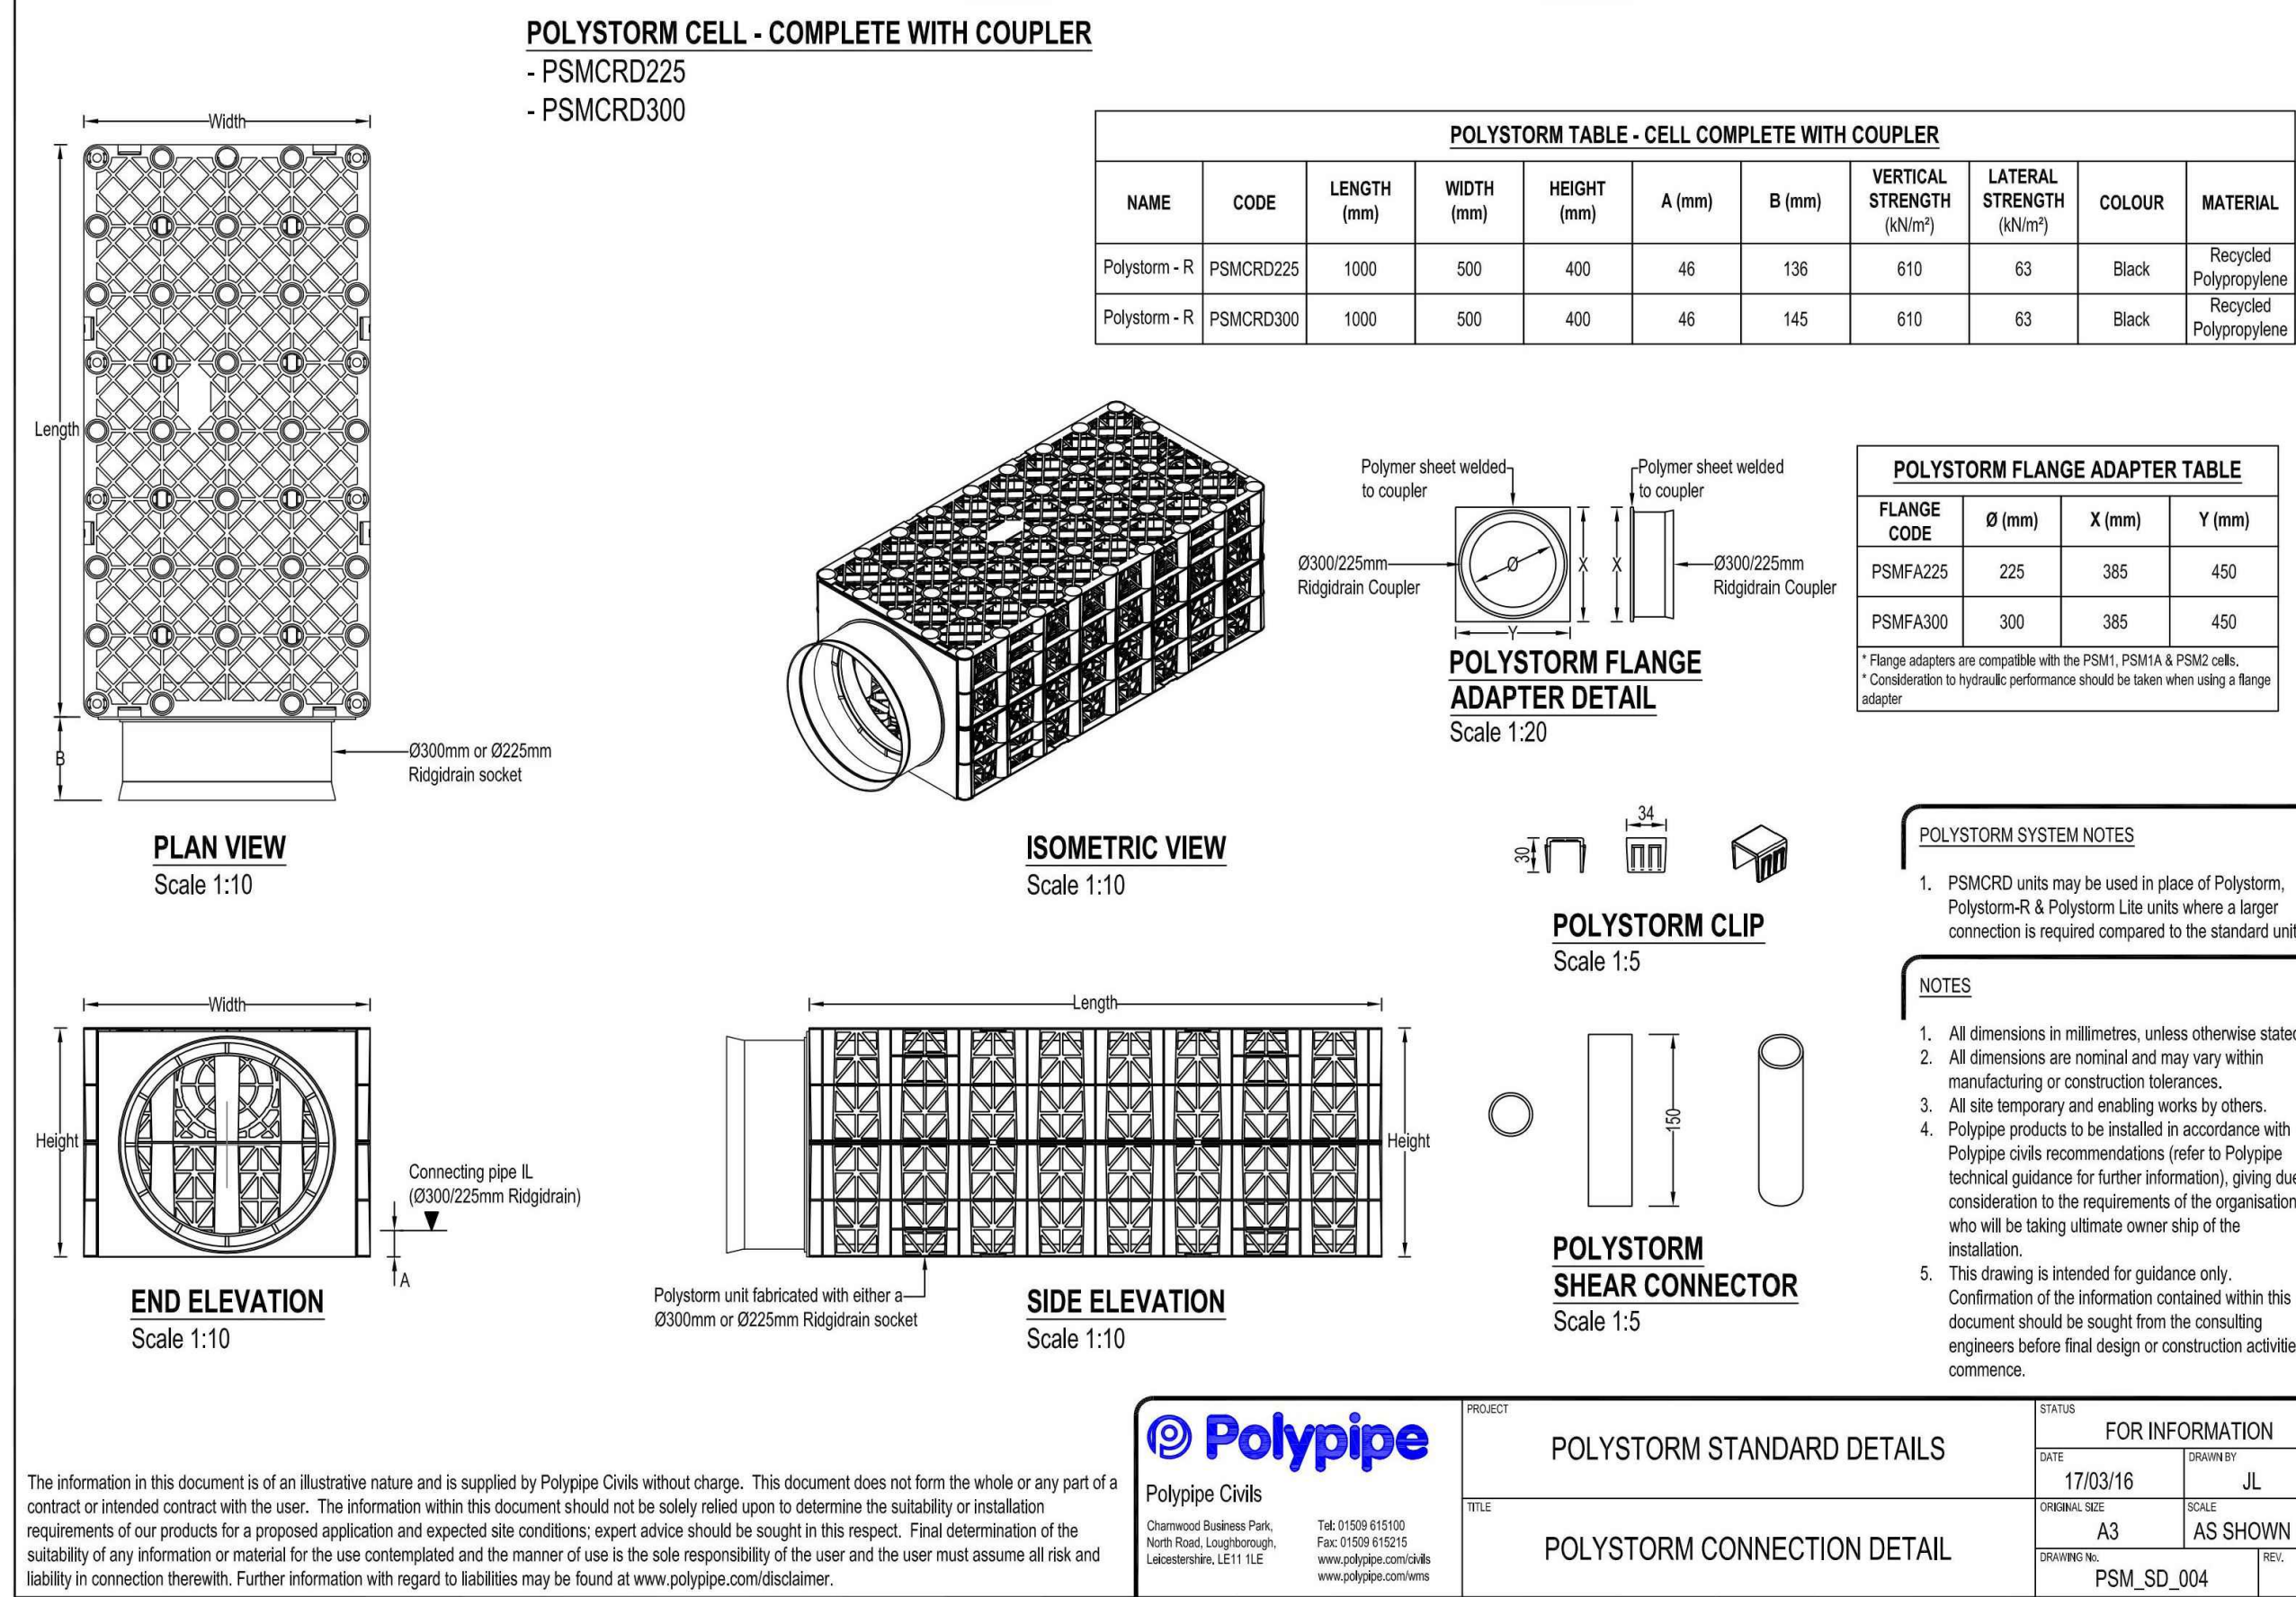 POLYSTORM CELL - COMPLETE WITH COUPLER
- PSMCRD225
- PSMCRD300
Width
Length
B
Ø300mm or Ø225mm
Ridgidrain socket
PLAN VIEW
Scale 1:10
POLYSTORM TABLE - CELL COMPLETE WITH COUPLER
NAME CODE LENGTH (mm) WIDTH (mm) HEIGHT (mm) A (mm) B (mm) VERTICAL STRENGTH (kN/m²) LATERAL STRENGTH (kN/m²) COLOUR MATERIAL
Polystorm - R PSMCRD225 1000 500 400 46 136 610 63 Black Recycled Polypropylene
Polystorm - R PSMCRD300 1000 500 400 46 145 610 63 Black Recycled Polypropylene
ISOMETRIC VIEW
Scale 1:10
Polymer sheet welded
to coupler
Polymer sheet welded
to coupler
Ø300/225mm
Ridgidrain Coupler
Ø
X
X
Y
Ø300/225mm
Ridgidrain Coupler
POLYSTORM FLANGE
ADAPTER DETAIL
Scale 1:20
POLYSTORM FLANGE ADAPTER TABLE
FLANGE CODE Ø (mm) X (mm) Y (mm)
PSMFA225 225 385 450
PSMFA300 300 385 450
* Flange adapters are compatible with the PSM1, PSM1A & PSM2 cells.
* Consideration to hydraulic performance should be taken when using a flange
adapter
34
30
POLYSTORM CLIP
Scale 1:5
POLYSTORM SYSTEM NOTES
1. PSMCRD units may be used in place of Polystorm,
Polystorm-R & Polystorm Lite units where a larger
connection is required compared to the standard unit
Width
Height
Connecting pipe IL
(Ø300/225mm Ridgidrain)
A
END ELEVATION
Scale 1:10
Length
Height
Polystorm unit fabricated with either a
Ø300mm or Ø225mm Ridgidrain socket
SIDE ELEVATION
Scale 1:10
150
POLYSTORM
SHEAR CONNECTOR
Scale 1:5
NOTES
1. All dimensions in millimetres, unless otherwise stated
2. All dimensions are nominal and may vary within
manufacturing or construction tolerances.
3. All site temporary and enabling works by others.
4. Polypipe products to be installed in accordance with
Polypipe civils recommendations (refer to Polypipe
technical guidance for further information), giving due
consideration to the requirements of the organisation
who will be taking ultimate owner ship of the
installation.
5. This drawing is intended for guidance only.
Confirmation of the information contained within this
document should be sought from the consulting
engineers before final design or construction activitie
commence.
The information in this document is of an illustrative nature and is supplied by Polypipe Civils without charge. This document does not form the whole or any part of a
contract or intended contract with the user. The information within this document should not be solely relied upon to determine the suitability or installation
requirements of our products for a proposed application and expected site conditions; expert advice should be sought in this respect. Final determination of the
suitability of any information or material for the use contemplated and the manner of use is the sole responsibility of the user and the user must assume all risk and
liability in connection therewith. Further information with regard to liabilities may be found at www.polypipe.com/disclaimer.
Polypipe
Polypipe Civils
Charnwood Business Park,
North Road, Loughborough,
Leicestershire, LE11 1LE
Tel: 01509 615100
Fax: 01509 615215
www.polypipe.com/civils
www.polypipe.com/wms
PROJECT
POLYSTORM STANDARD DETAILS
TITLE
POLYSTORM CONNECTION DETAIL
STATUS
FOR INFORMATION
DATE
17/03/16
DRAWN BY
JL
ORIGINAL SIZE
A3
SCALE
AS SHOWN
DRAWING No.
PSM_SD_004
REV.